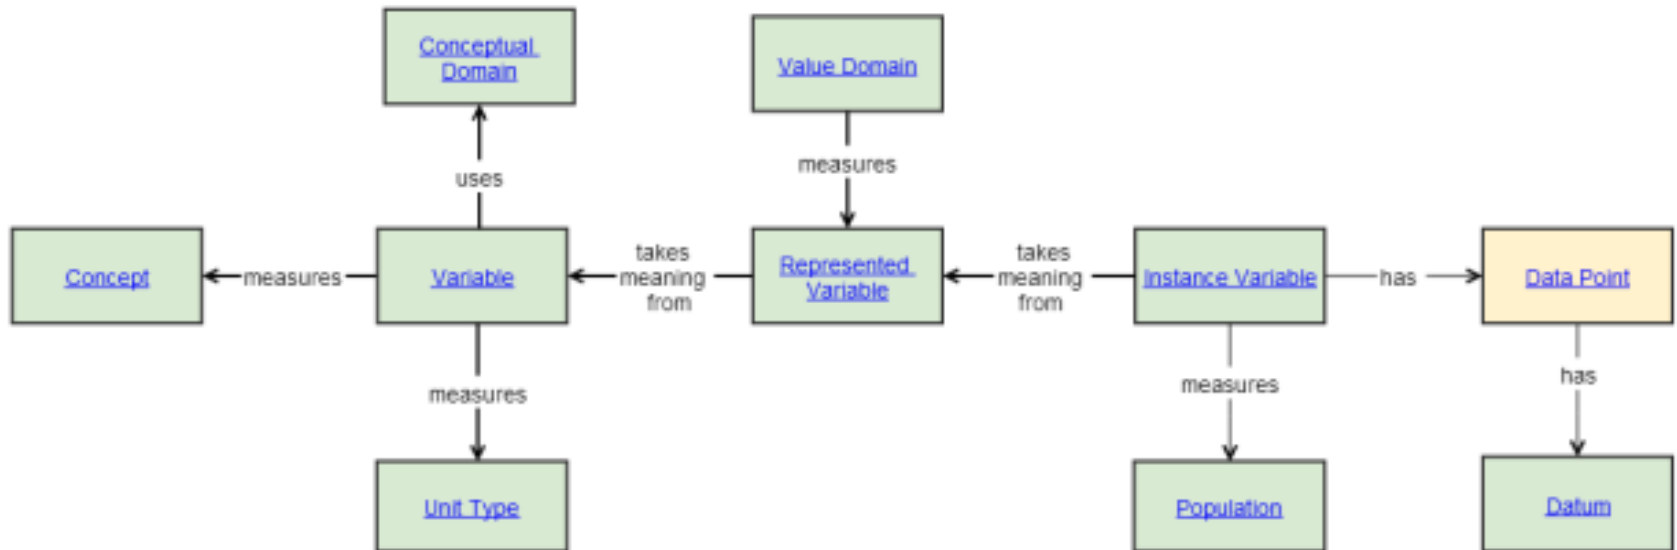 Conceptual
Domain
Value Domain
measures
uses
Concept
measures
Variable
takes
meaning
from
Represented
Variable
takes
meaning
from
Instance Variable
has
Data Point
measures
measures
has
Unit Type
Population
Datum